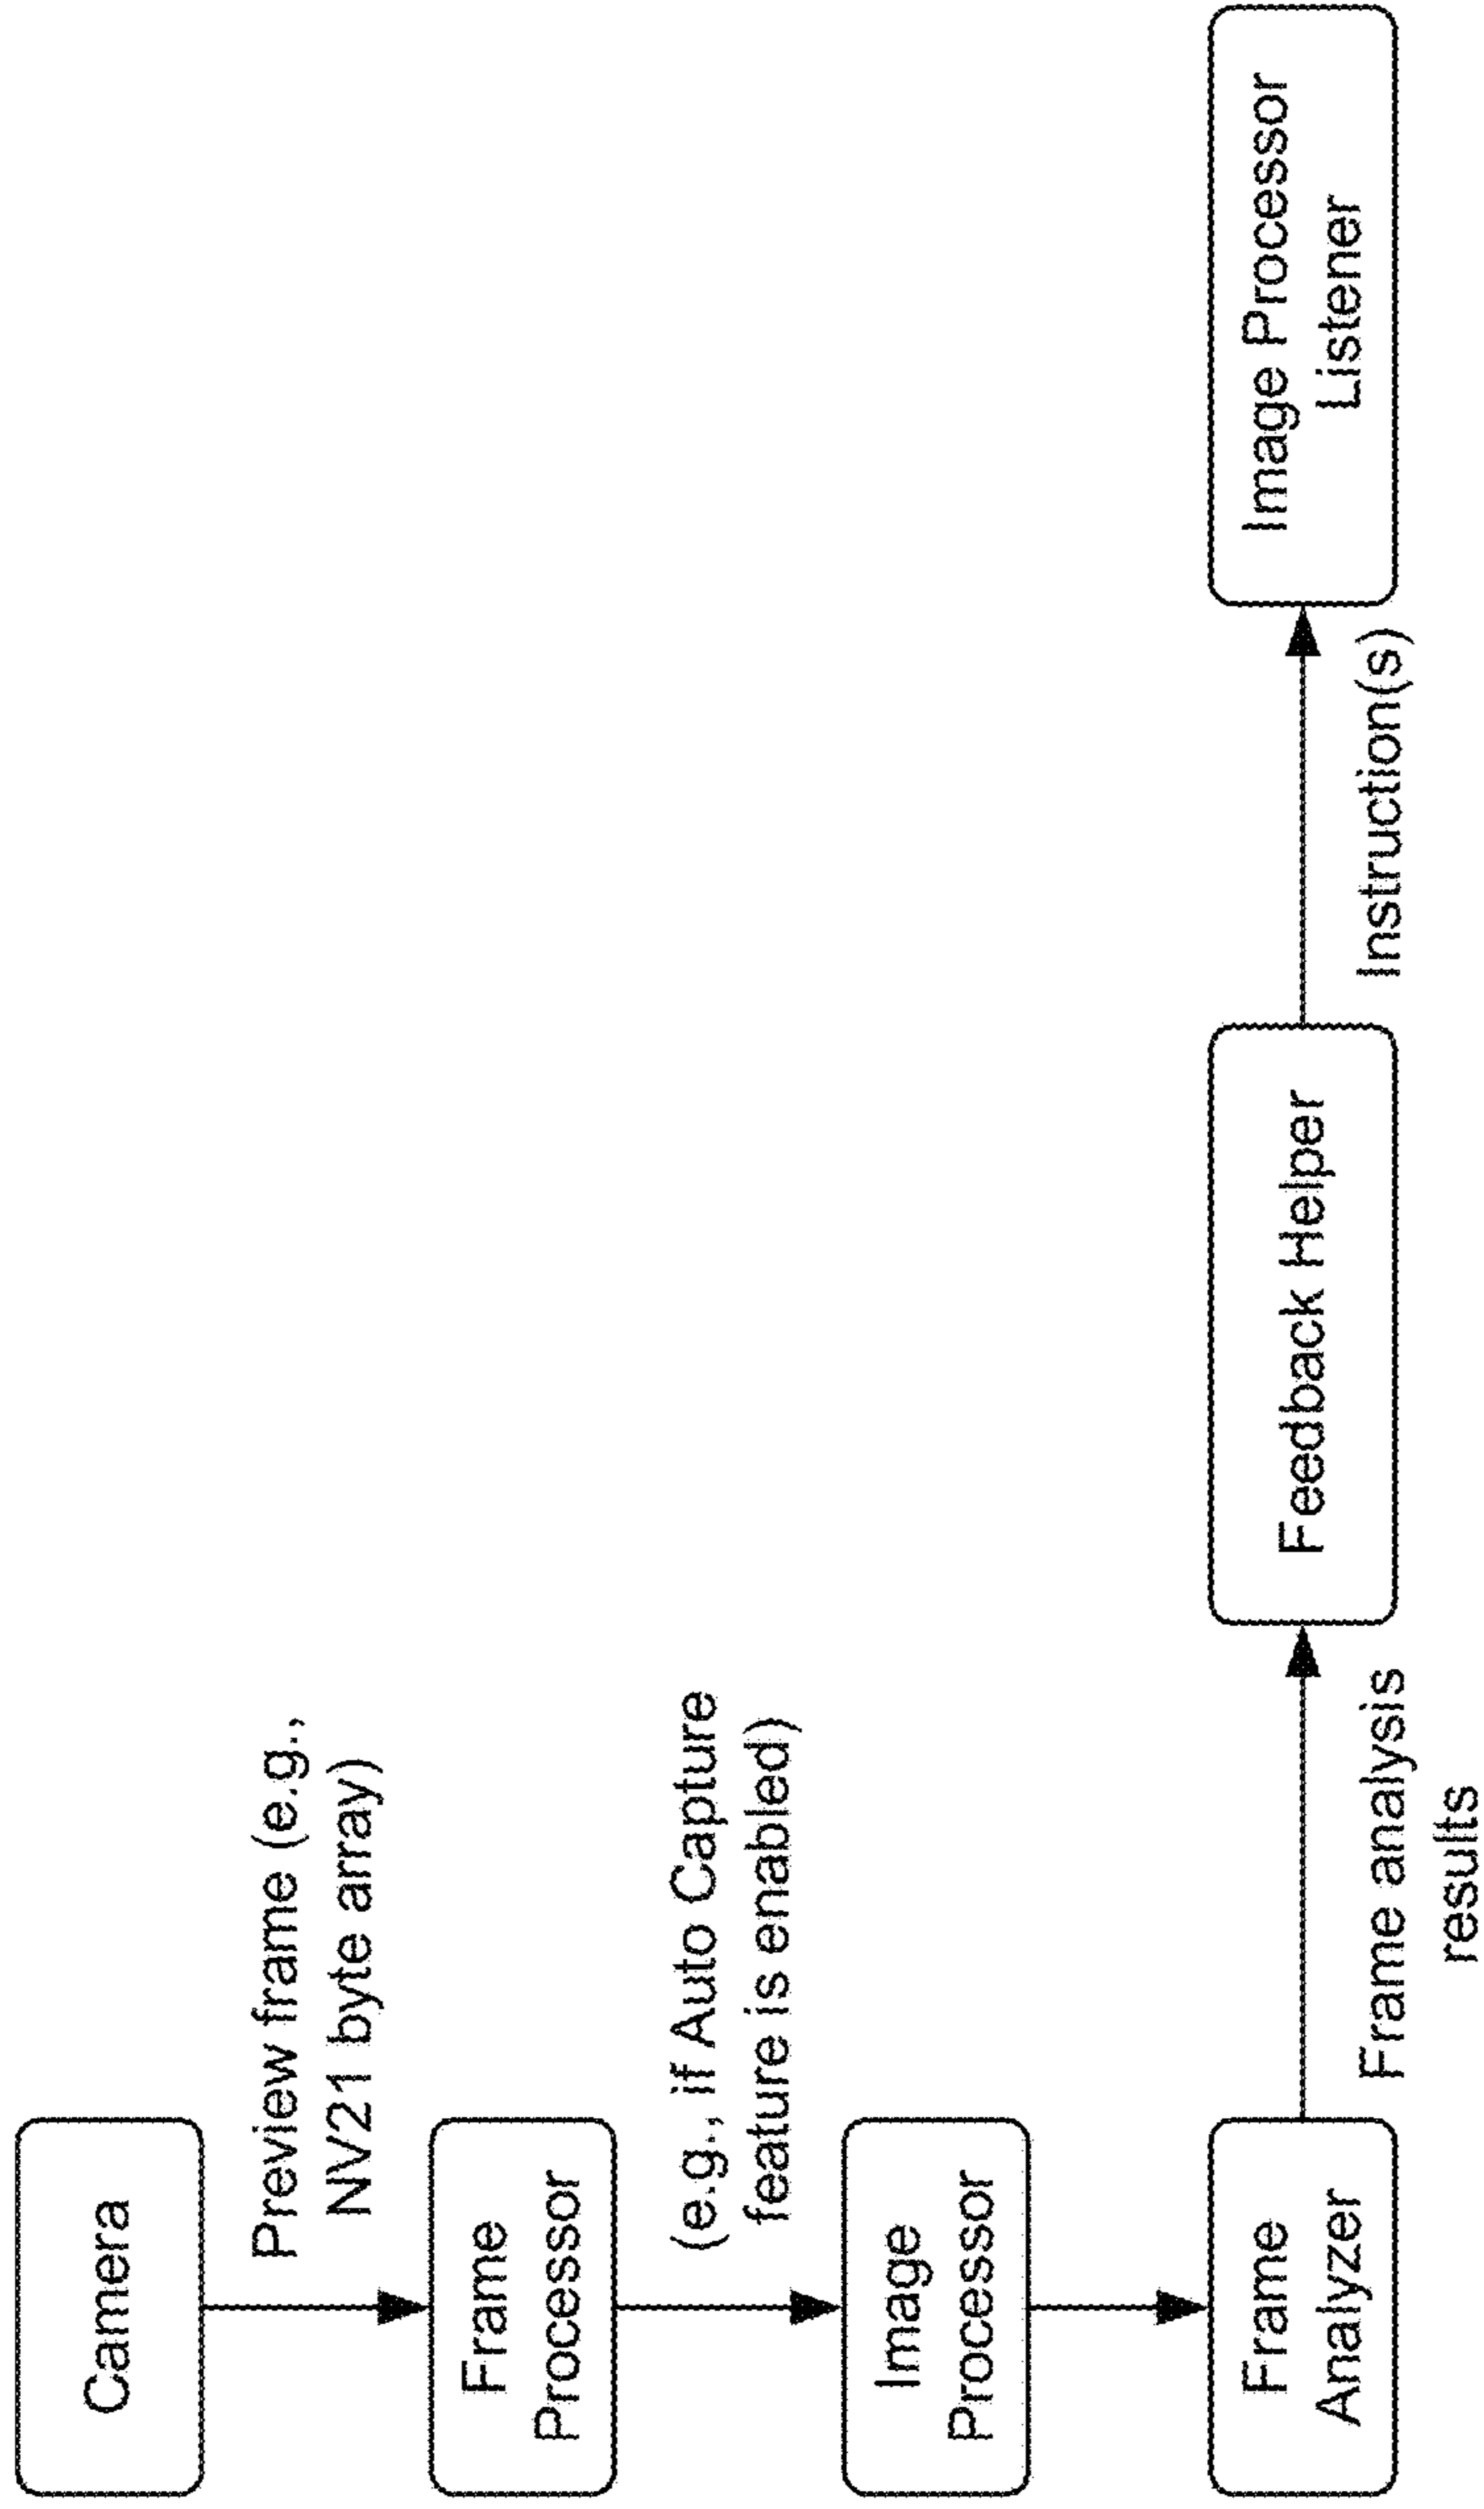 Camera
Preview frame (e.g.,
NV21 byte array)
Frame
Processor
(e.g., if Auto Capture
feature is enabled)
Image
Processor
Frame
Analyzer
Frame analysis
results
Feedback Helper
Instruction(s)
Image Processor
Listener